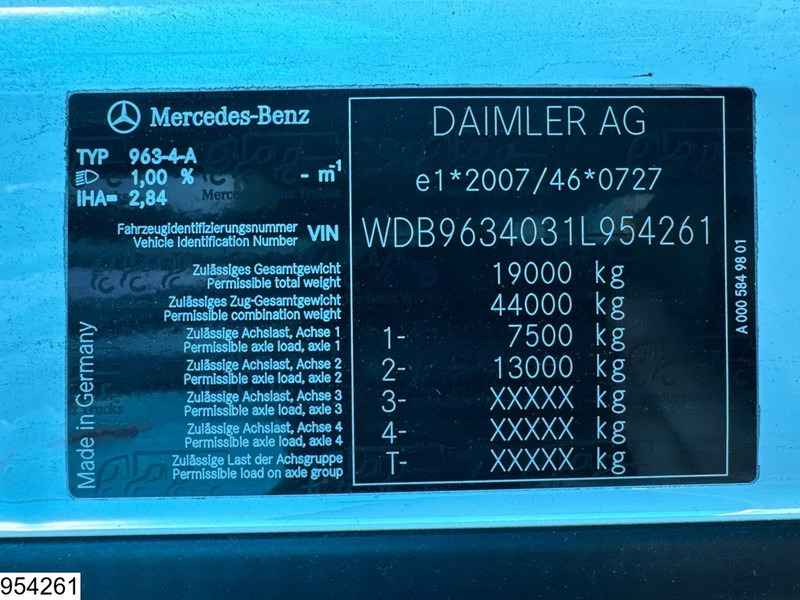 Mercedes-Benz
TYP 963-4-A
1,00 % - m-1
iHA= 2,84
Fahrzeugidentifizierungsnummer
Vehicle Identification Number VIN
Zulässiges Gesamtgewicht
Permissible total weight
Zulässiges Zug-Gesamtgewicht
Permissible combination weight
Zulässige Achslast, Achse 1
Permissible axle load, axle 1
Zulässige Achslast, Achse 2
Permissible axle load, axle 2
Zulässige Achslast, Achse 3
Permissible axle load, axle 3
Zulässige Achslast, Achse 4
Permissible axle load, axle 4
Zulässige Last der Achsgruppe
Permissible load on axle group
Made in Germany
DAIMLER AG
e1*2007/46*0727
WDB9634031L954261
19000 kg
44000 kg
1- 7500 kg
2- 13000 kg
3- XXXXX kg
4- XXXXX kg
T- XXXXX kg
A 000 584 98 01
954261